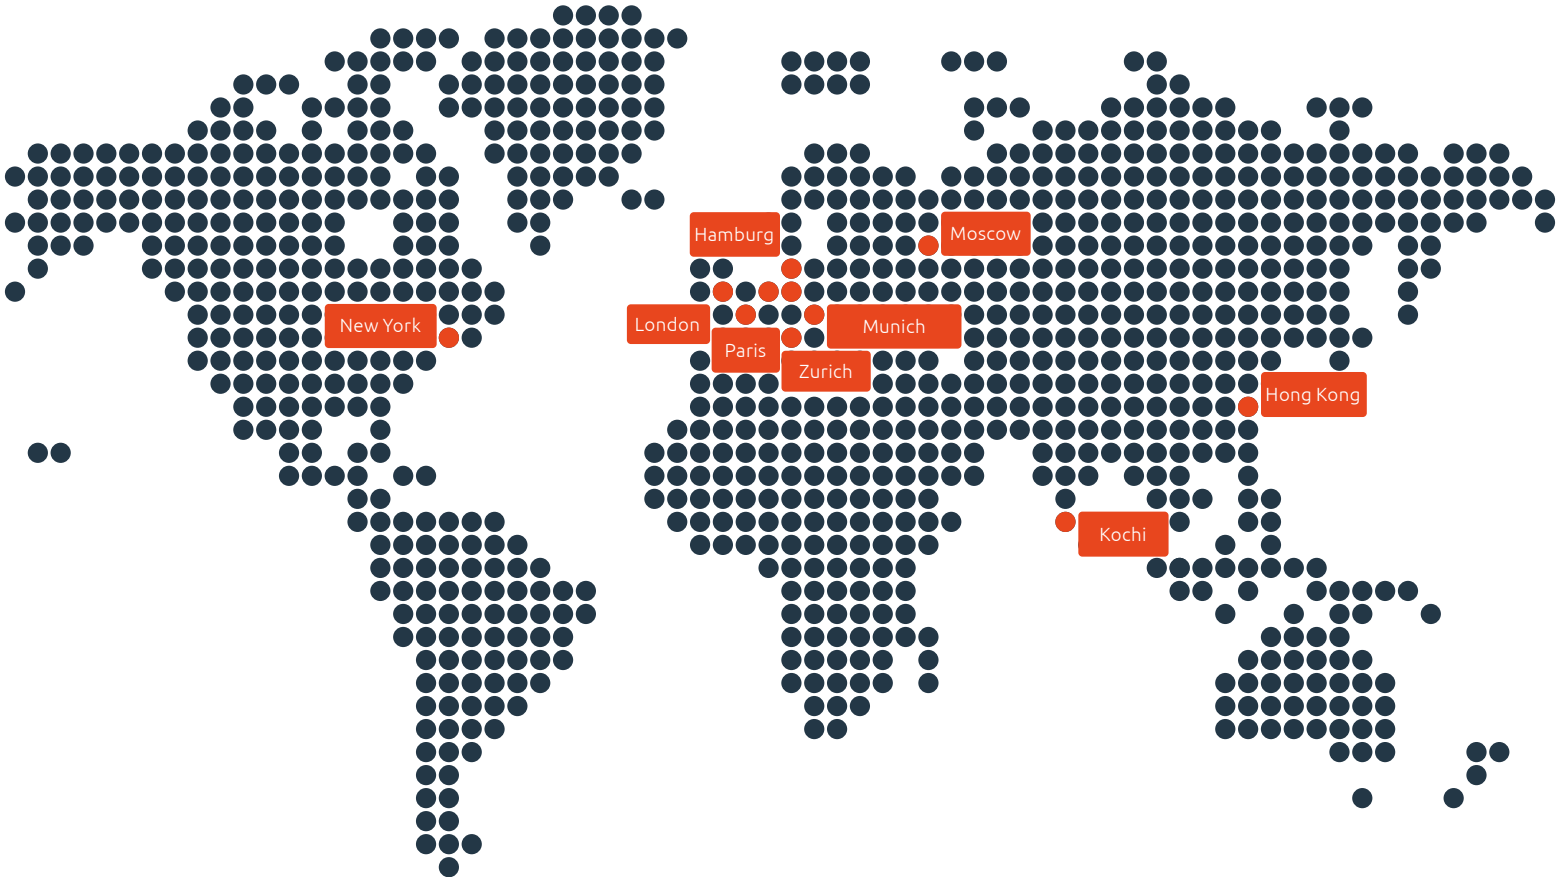 Hamburg
Moscow
New York
London
Munich
Paris
Zurich
Hong Kong
Kochi